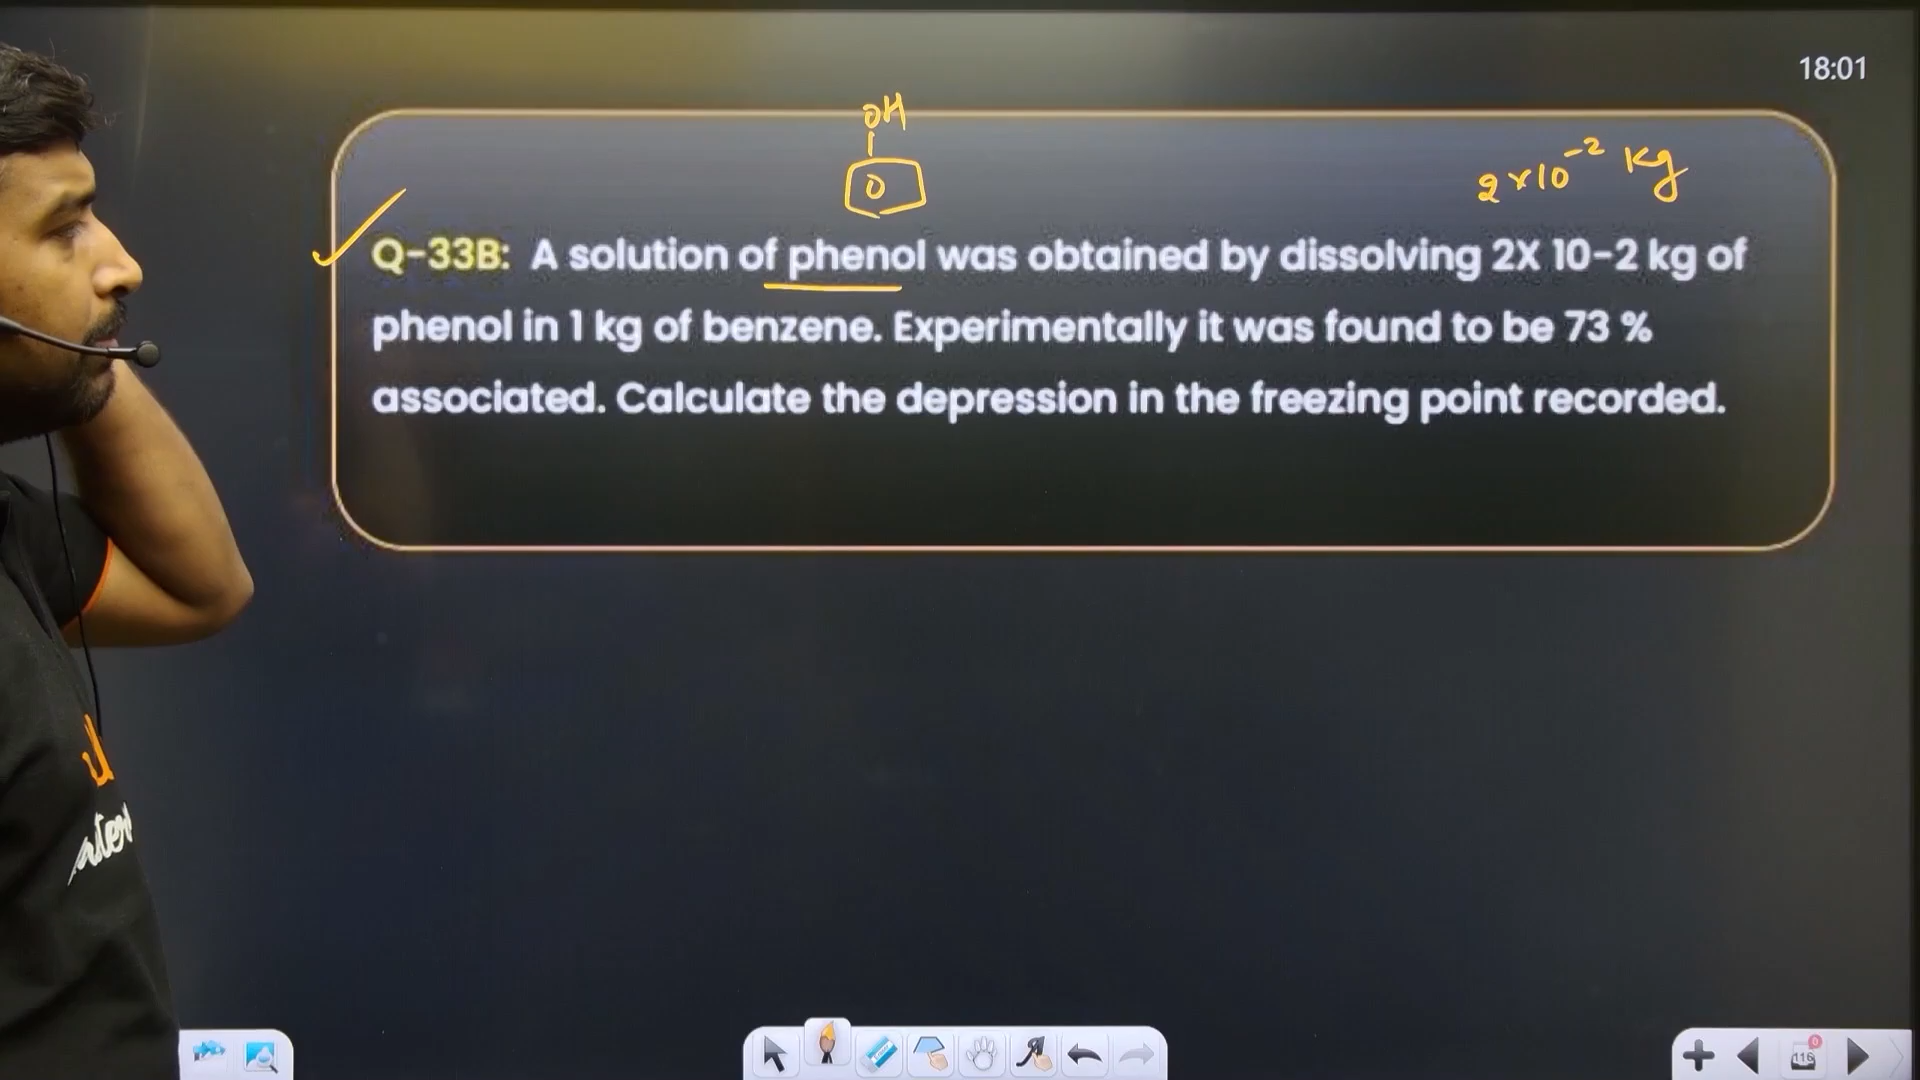 18:01
OH
2×10⁻² Kg
Q-33B: A solution of phenol was obtained by dissolving 2X 10-2 kg of
phenol in 1 kg of benzene. Experimentally it was found to be 73 %
associated. Calculate the depression in the freezing point recorded.
116
0